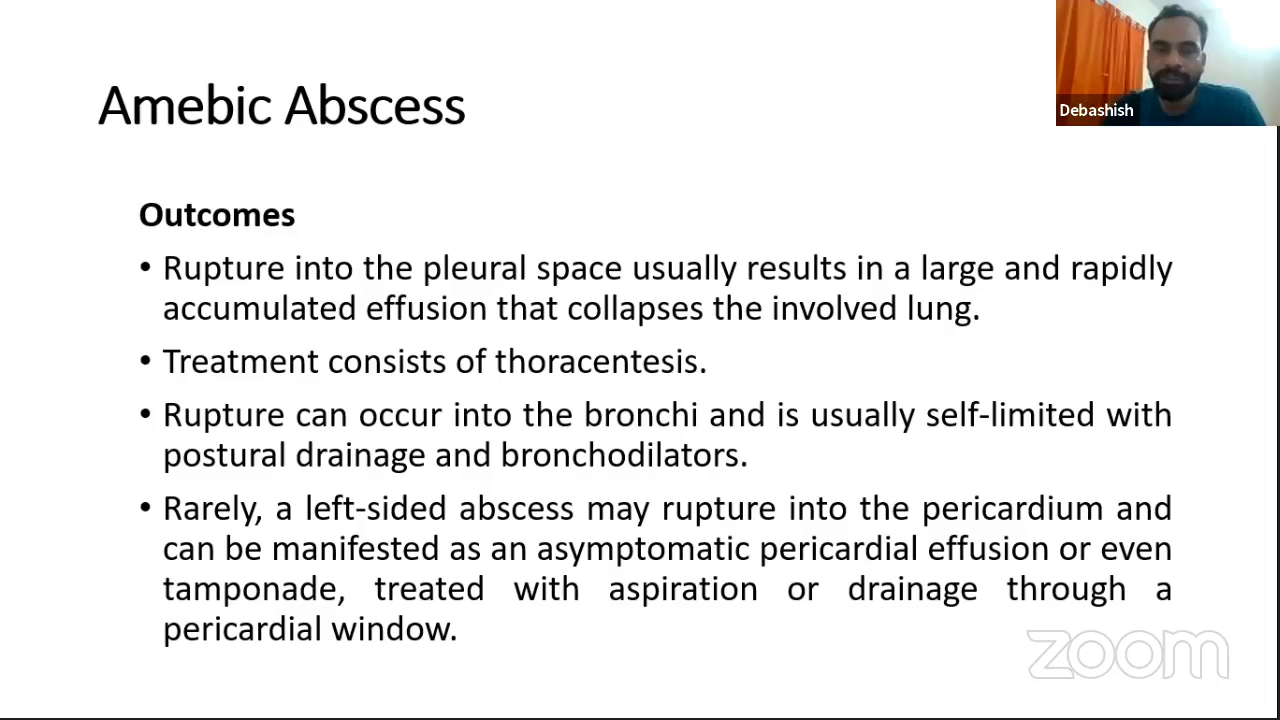 Debashish
Amebic Abscess
Outcomes
• Rupture into the pleural space usually results in a large and rapidly
accumulated effusion that collapses the involved lung.
• Treatment consists of thoracentesis.
• Rupture can occur into the bronchi and is usually self-limited with
postural drainage and bronchodilators.
• Rarely, a left-sided abscess may rupture into the pericardium and
can be manifested as an asymptomatic pericardial effusion or even
tamponade, treated with aspiration or drainage through a
pericardial window.
zoom